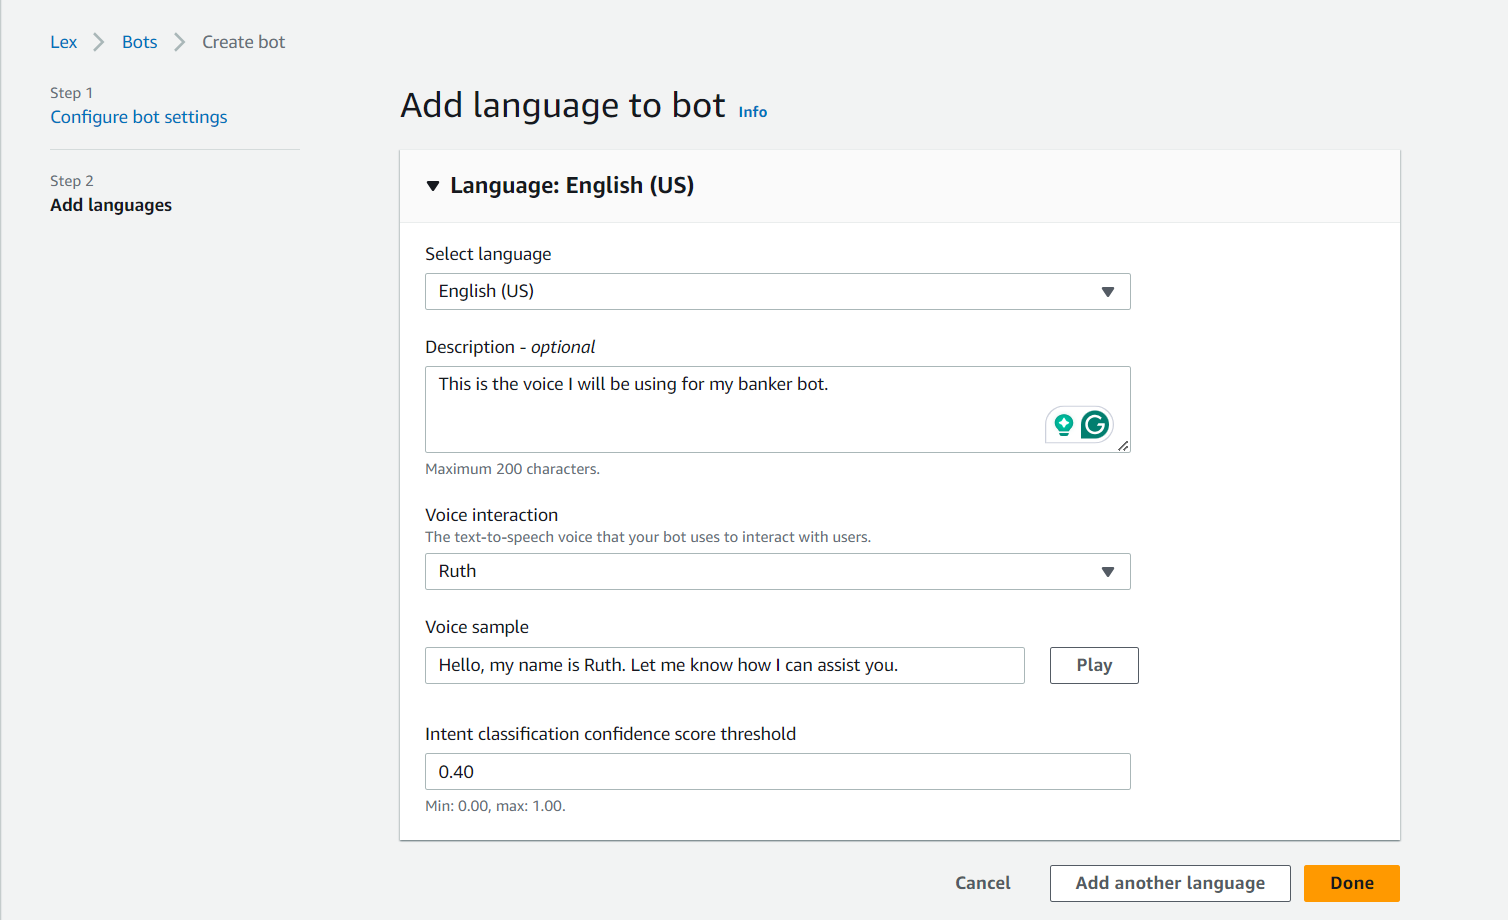 Lex > Bots > Create bot
Step 1
Configure bot settings
Step 2
Add languages
Add language to bot Info
Language: English (US)
Select language
English (US)
Description - optional
This is the voice I will be using for my banker bot.
Maximum 200 characters.
Voice interaction
The text-to-speech voice that your bot uses to interact with users.
Ruth
Voice sample
Hello, my name is Ruth. Let me know how I can assist you.
Play
Intent classification confidence score threshold
0.40
Min: 0.00, max: 1.00.
Cancel
Add another language
Done